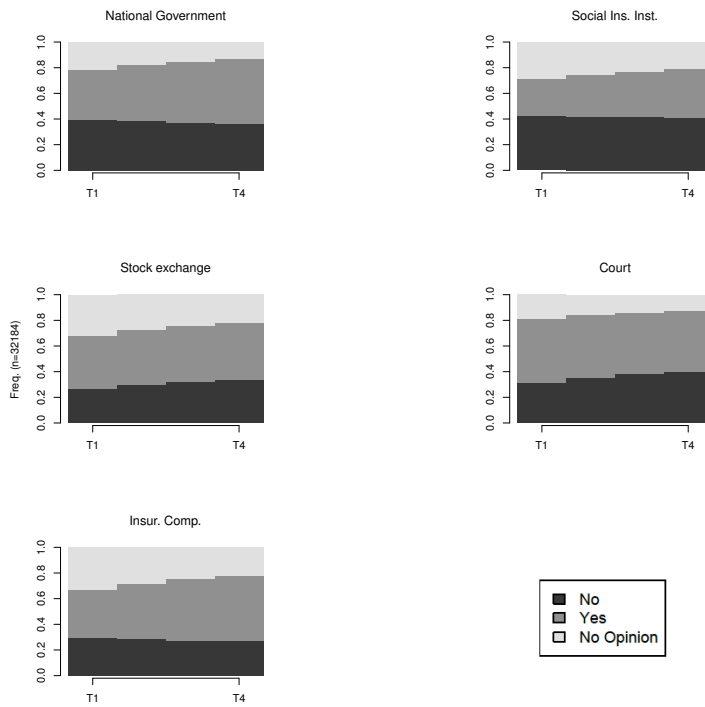 National Government
0.0 0.2 0.4 0.6 0.8 1.0
T1 T4
Social Ins. Inst.
0.0 0.2 0.4 0.6 0.8 1.0
T1 T4
Stock exchange
Freq. (n=32184)
0.0 0.2 0.4 0.6 0.8 1.0
T1 T4
Court
0.0 0.2 0.4 0.6 0.8 1.0
T1 T4
Insur. Comp.
0.0 0.2 0.4 0.6 0.8 1.0
T1 T4
No
Yes
No Opinion